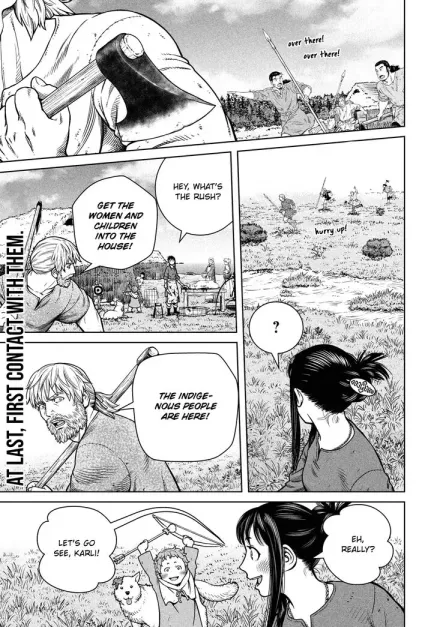 over there!
over there!
HEY, WHAT'S
THE RUSH?
GET THE
WOMEN AND
CHILDREN
INTO THE
HOUSE!
hurry up!
?
THE INDIGE-
NOUS PEOPLE
ARE HERE!
AT LAST, FIRST CONTACT WITH THEM.
EH,
REALLY?
LET'S GO
SEE, KARLI!